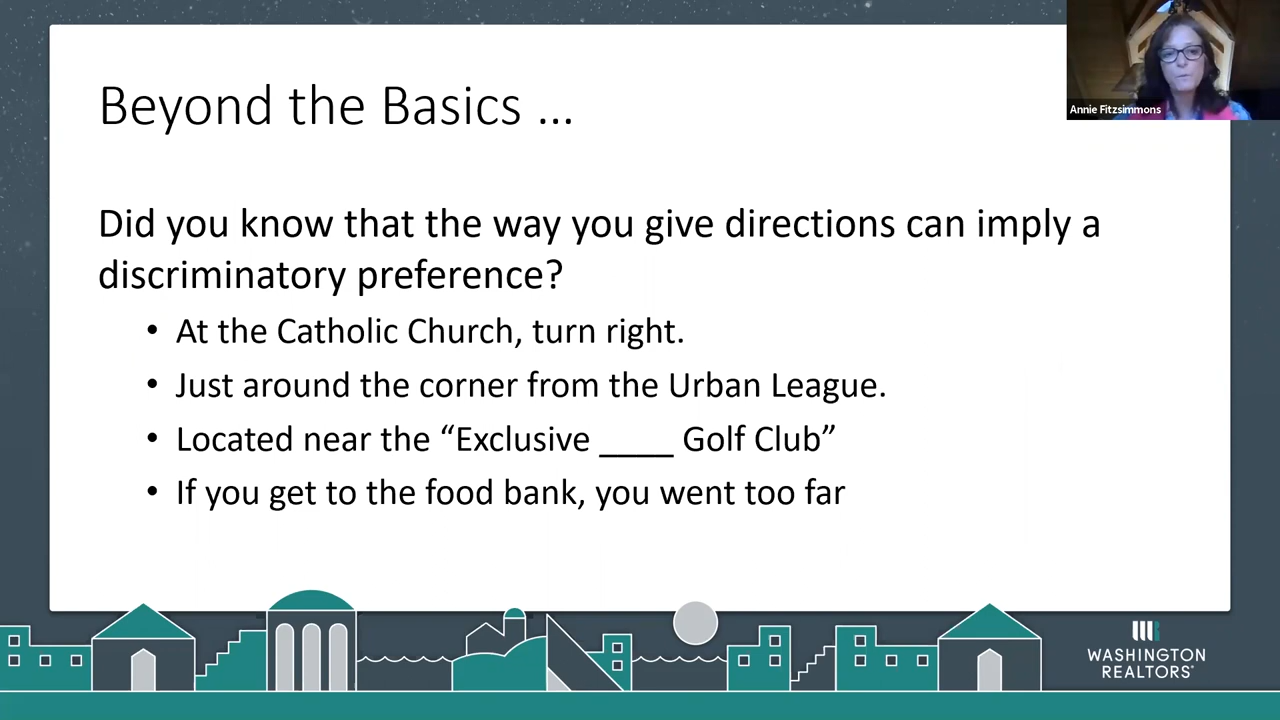 Beyond the Basics ...
Annie Fitzsimmons
Did you know that the way you give directions can imply a
discriminatory preference?
• At the Catholic Church, turn right.
• Just around the corner from the Urban League.
• Located near the “Exclusive ____ Golf Club”
• If you get to the food bank, you went too far
WASHINGTON
REALTORS®